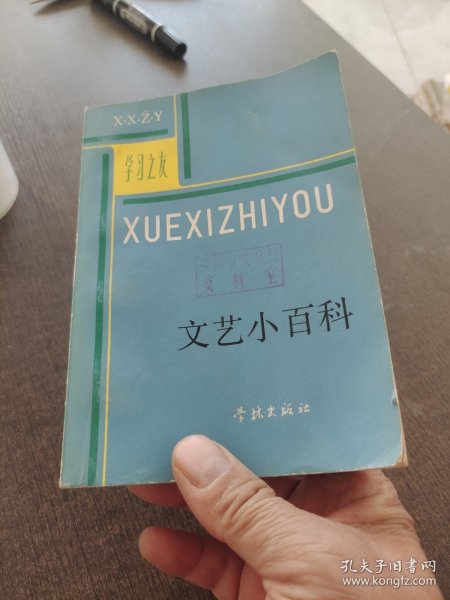 X·X·Z·Y
学习之友
XUEXIZHIYOU
资料室
文艺小百科
学林出版社
孔夫子旧书网
www.kongfz.com